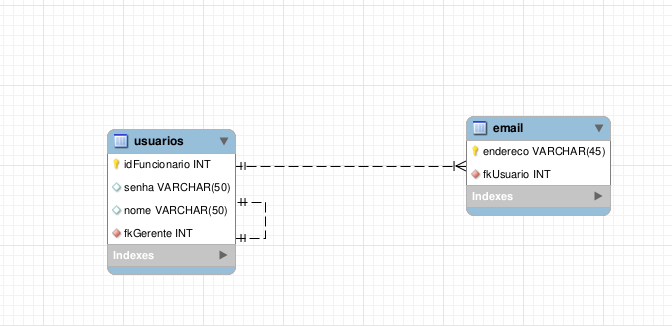 usuarios
idFuncionario INT
senha VARCHAR(50)
nome VARCHAR(50)
fkGerente INT
Indexes
email
endereco VARCHAR(45)
fkUsuario INT
Indexes